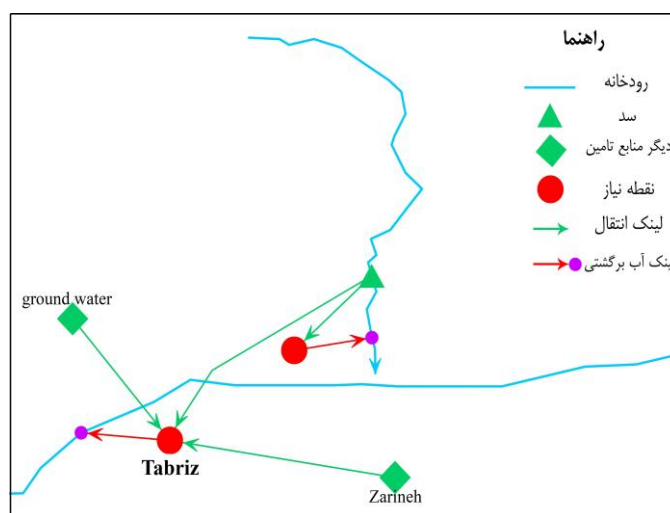 راهنما
رودخانه
سد
دیگر منابع تامین
نقطه نیاز
لینک انتقال
لینک آب برگشتی
ground water
Tabriz
Zarineh